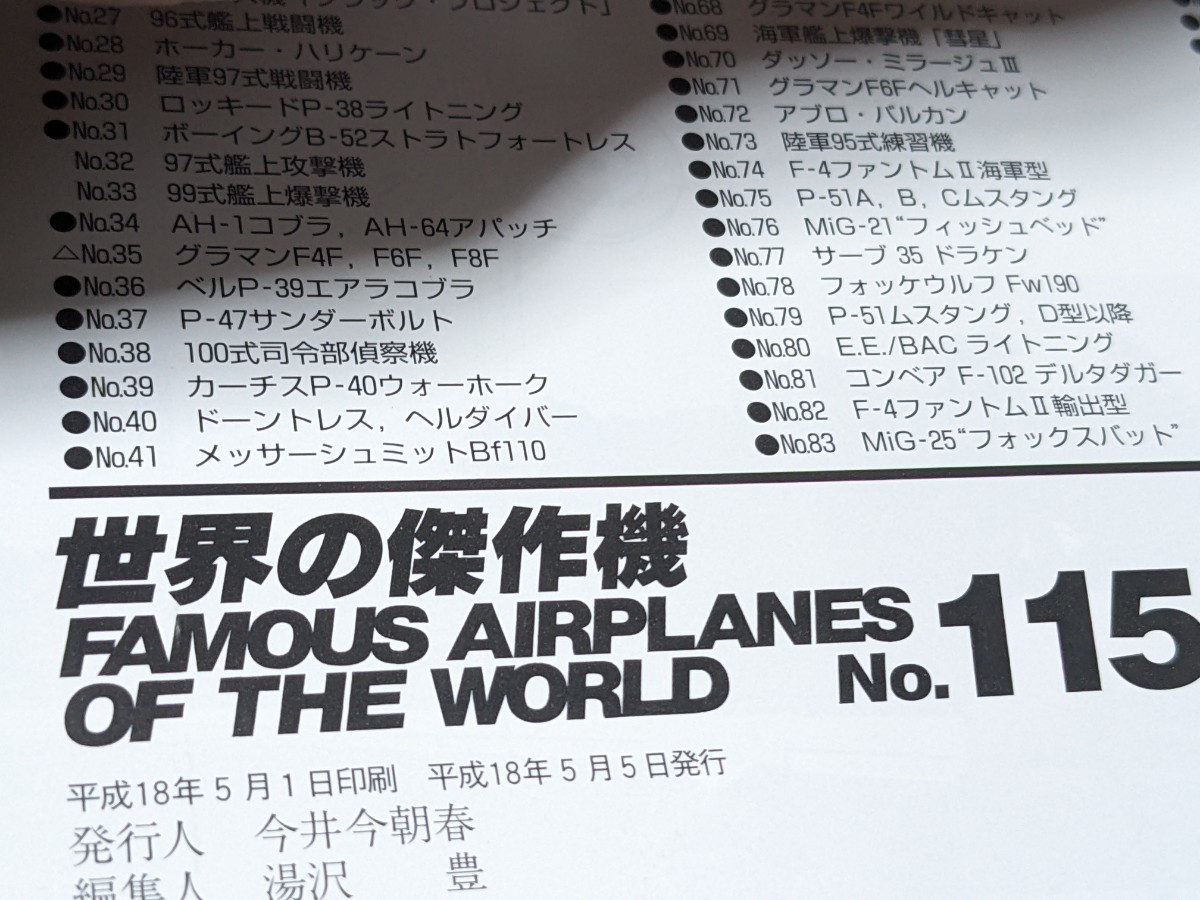 ●No.27 96式艦上戦闘機
●No.28 ホーカー・ハリケーン
●No.29 陸軍97式戦闘機
●No.30 ロッキードP-38ライトニング
●No.31 ボーイングB-52ストラトフォートレス
No.32 97式艦上攻撃機
No.33 99式艦上爆撃機
●No.34 AH-1コブラ，AH-64アパッチ
△No.35 グラマンF4F，F6F，F8F
●No.36 ベルP-39エアラコブラ
●No.37 P-47サンダーボルト
●No.38 100式司令部偵察機
●No.39 カーチスP-40ウォーホーク
●No.40 ドーントレス，ヘルダイバー
●No.41 メッサーシュミットBf110
●No.68 グラマンF4Fワイルドキャット
●No.69 海軍艦上爆撃機「彗星」
●No.70 ダッソー・ミラージュⅢ
●No.71 グラマンF6Fヘルキャット
●No.72 アブロ・バルカン
●No.73 陸軍95式練習機
●No.74 F-4ファントムⅡ海軍型
●No.75 P-51A，B，Cムスタング
●No.76 MiG-21“フィッシュベッド”
●No.77 サーブ 35 ドラケン
●No.78 フォッケウルフ Fw190
●No.79 P-51ムスタング，D型以降
●No.80 E.E./BAC ライトニング
●No.81 コンベア F-102 デルタダガー
●No.82 F-4ファントムⅡ輸出型
●No.83 MiG-25“フォックスバット”
世界の傑作機
FAMOUS AIRPLANES
OF THE WORLD No.115
平成18年5月1日印刷 平成18年5月5日発行
発行人 今井今朝春
編集人 湯沢 豊